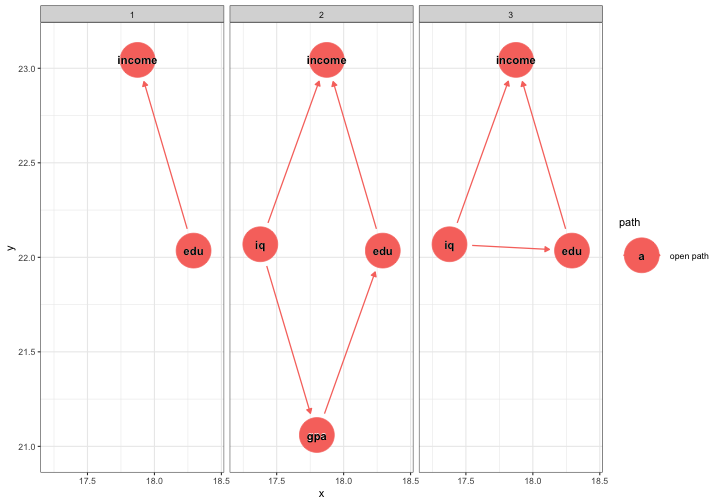 1 2 3
income income income
iq edu
edu iq edu
gpa
23.0
22.5
22.0
21.5
21.0
y
17.5 18.0 18.5 17.5 18.0 18.5 17.5 18.0 18.5
x
path
a open path